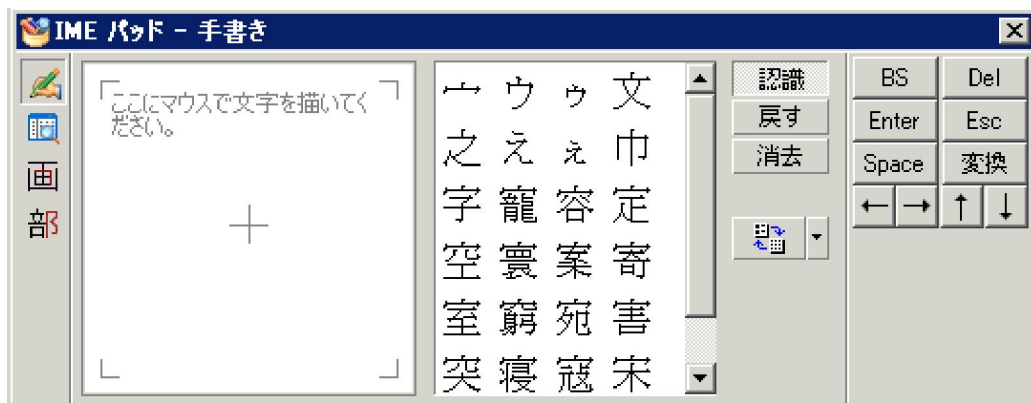 IME パッド - 手書き
画
部
ここにマウスで文字を描いてく
ださい。
亠 ウ ゥ 文
之 え ぇ 巾
字 寵 容 定
空 寰 案 寄
室 窮 宛 害
突 寝 寇 宋
認識
戻す
消去
BS Del
Enter Esc
Space 変換
← → ↑ ↓